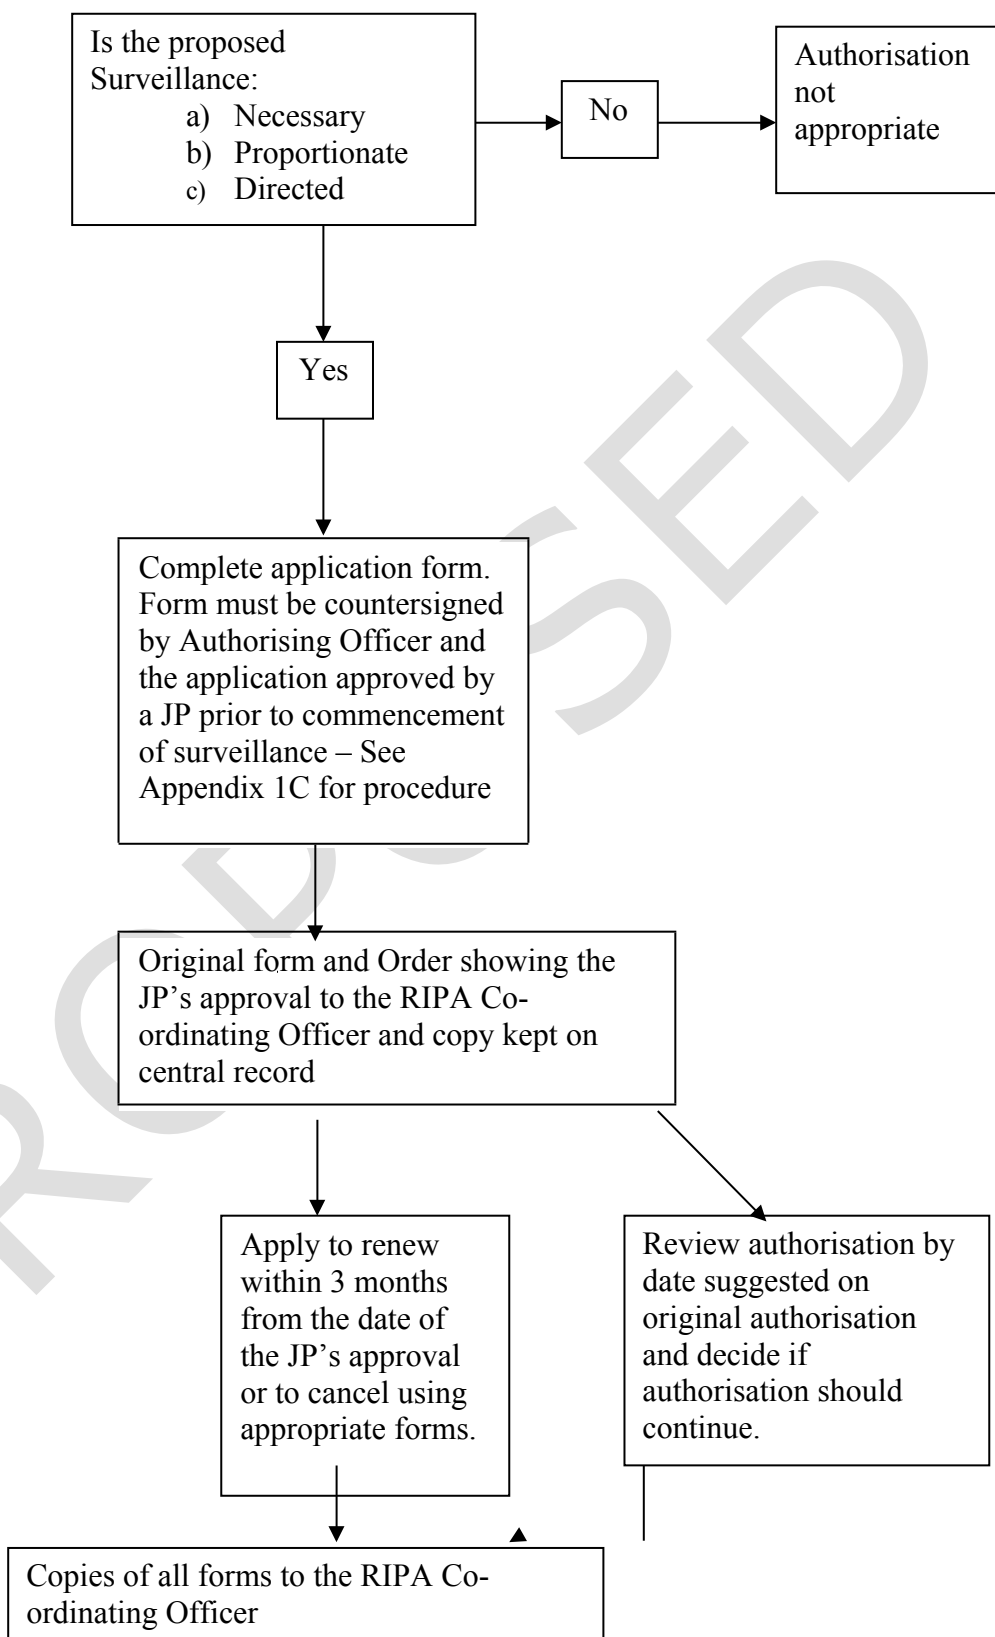 Is the proposed
Surveillance:
a) Necessary
b) Proportionate
c) Directed
No
Authorisation
not
appropriate
Yes
Complete application form.
Form must be countersigned
by Authorising Officer and
the application approved by
a JP prior to commencement
of surveillance – See
Appendix 1C for procedure
Original form and Order showing the
JP’s approval to the RIPA Co-
ordinating Officer and copy kept on
central record
Apply to renew
within 3 months
from the date of
the JP’s approval
or to cancel using
appropriate forms.
Review authorisation by
date suggested on
original authorisation
and decide if
authorisation should
continue.
Copies of all forms to the RIPA Co-
ordinating Officer